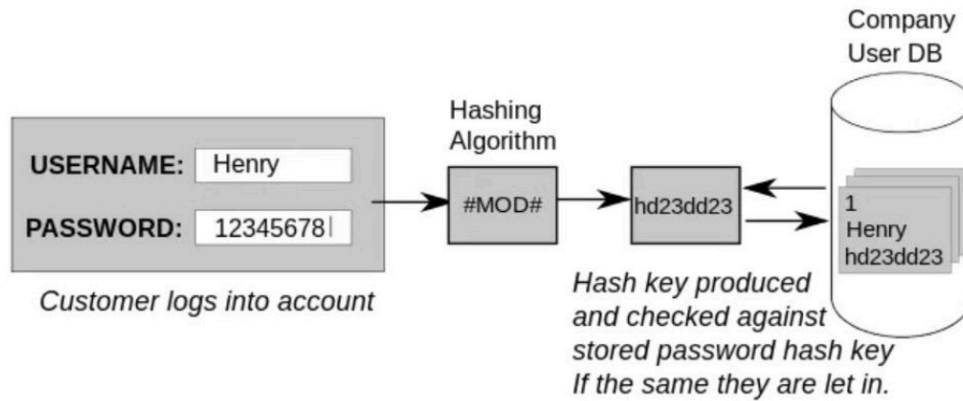 Company
User DB
Hashing
Algorithm
USERNAME: Henry
PASSWORD: 12345678
#MOD#
hd23dd23
1
Henry
hd23dd23
Customer logs into account
Hash key produced
and checked against
stored password hash key
If the same they are let in.